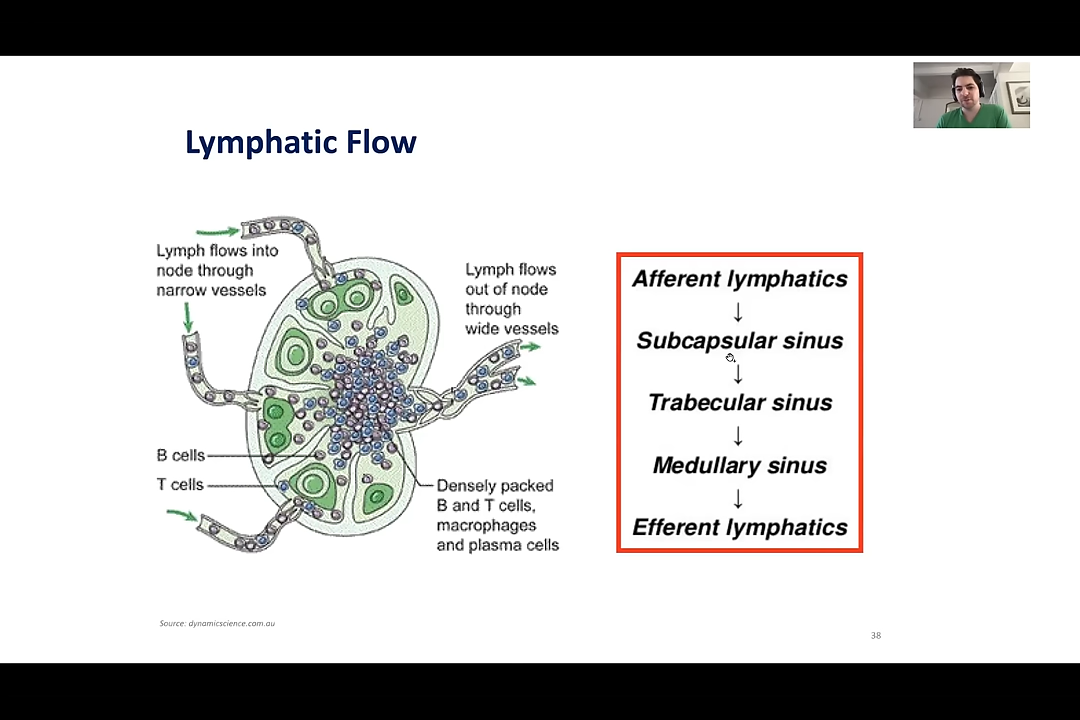 Lymphatic Flow
Lymph flows into
node through
narrow vessels
Lymph flows
out of node
through
wide vessels
B cells
T cells
Densely packed
B and T cells,
macrophages
and plasma cells
Afferent lymphatics
↓
Subcapsular sinus
↓
Trabecular sinus
↓
Medullary sinus
↓
Efferent lymphatics
Source: dynamicscience.com.au
38